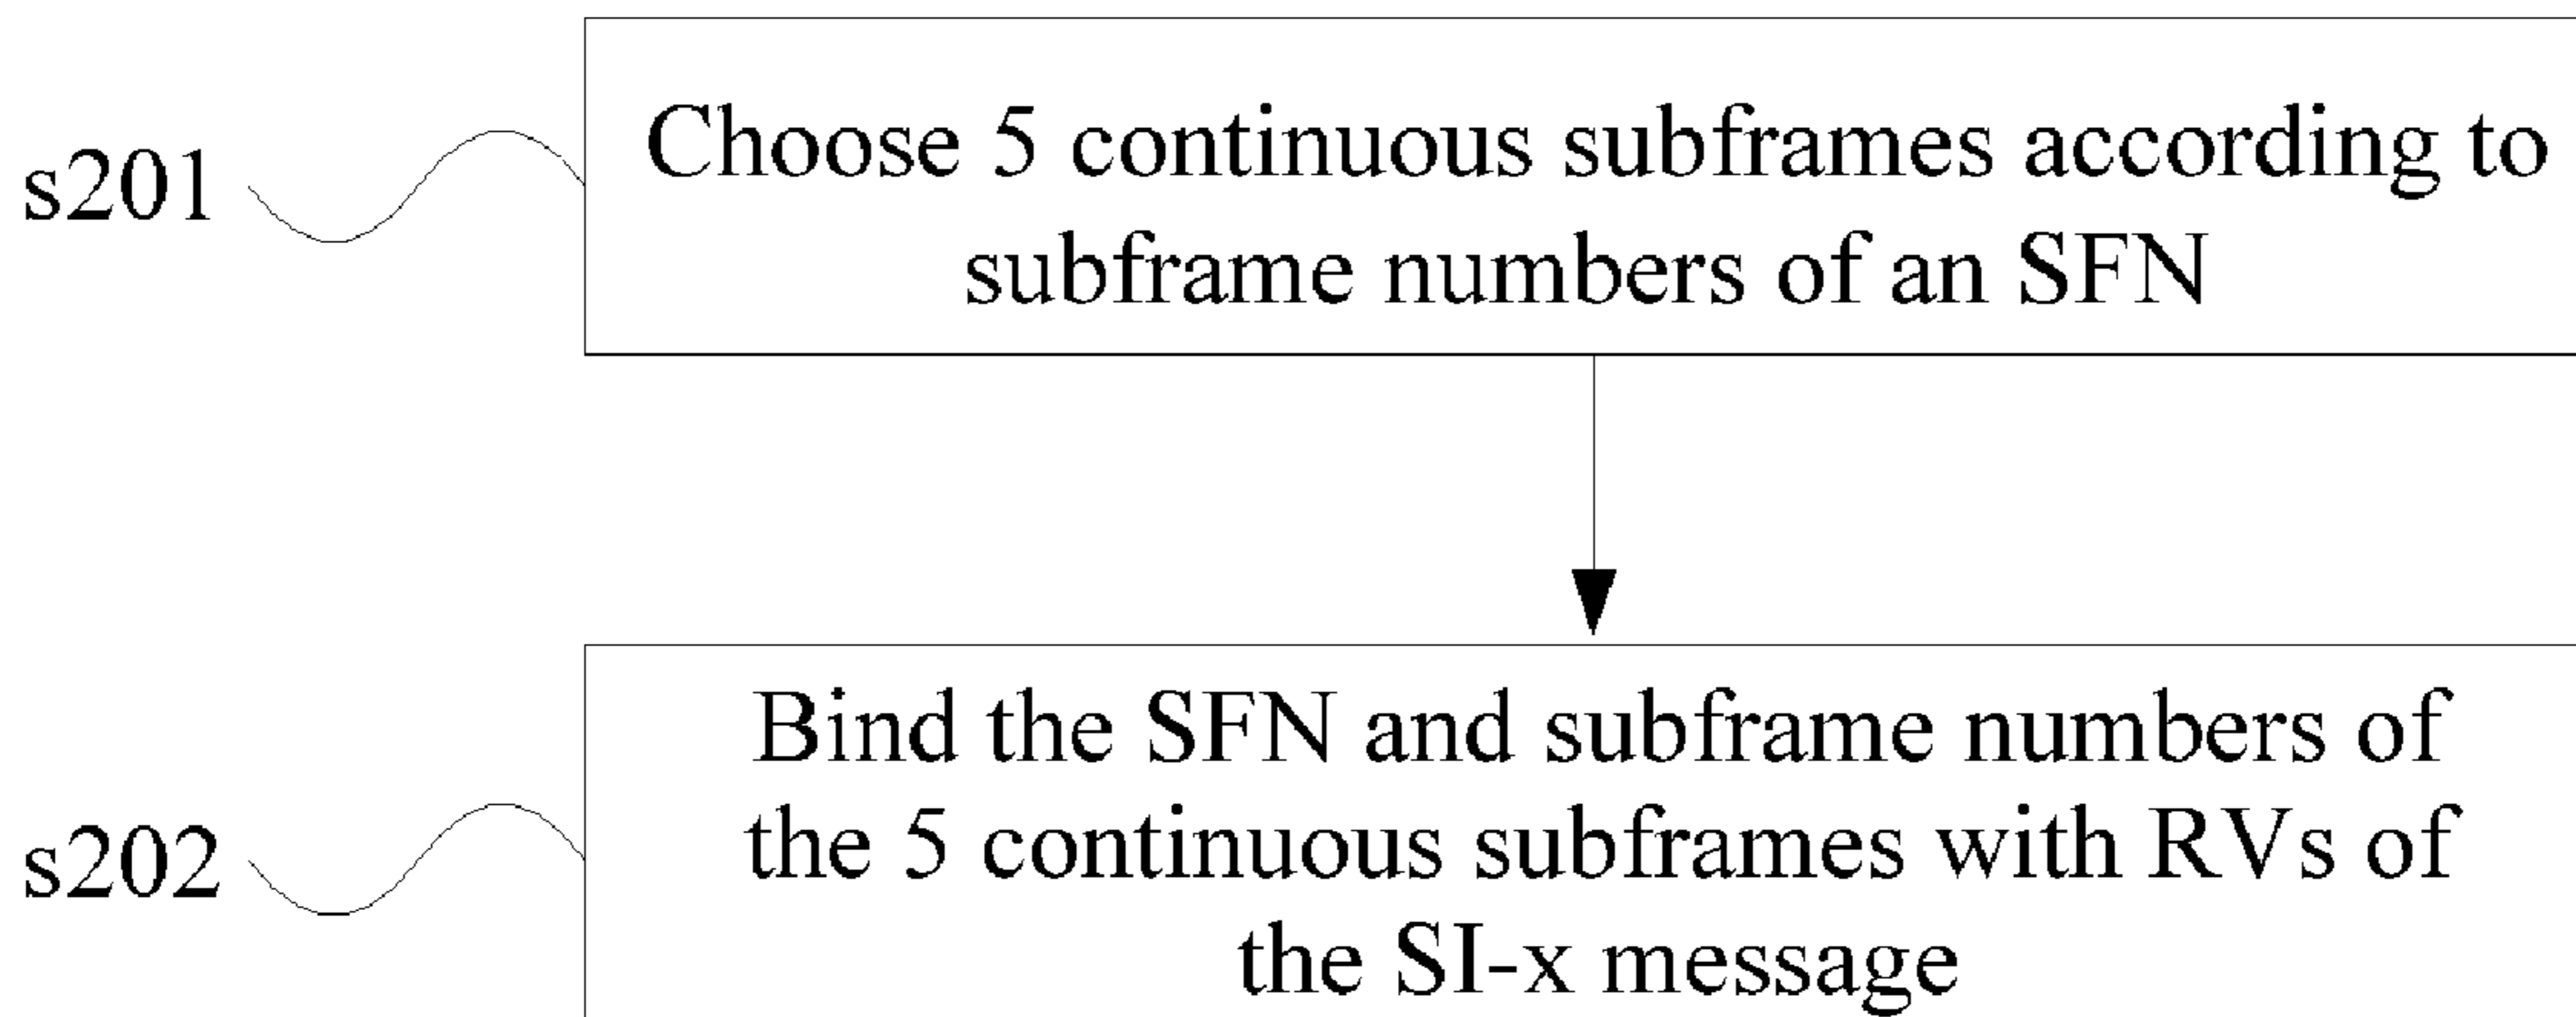 s201
Choose 5 continuous subframes according to
subframe numbers of an SFN
s202
Bind the SFN and subframe numbers of
the 5 continuous subframes with RVs of
the SI-x message